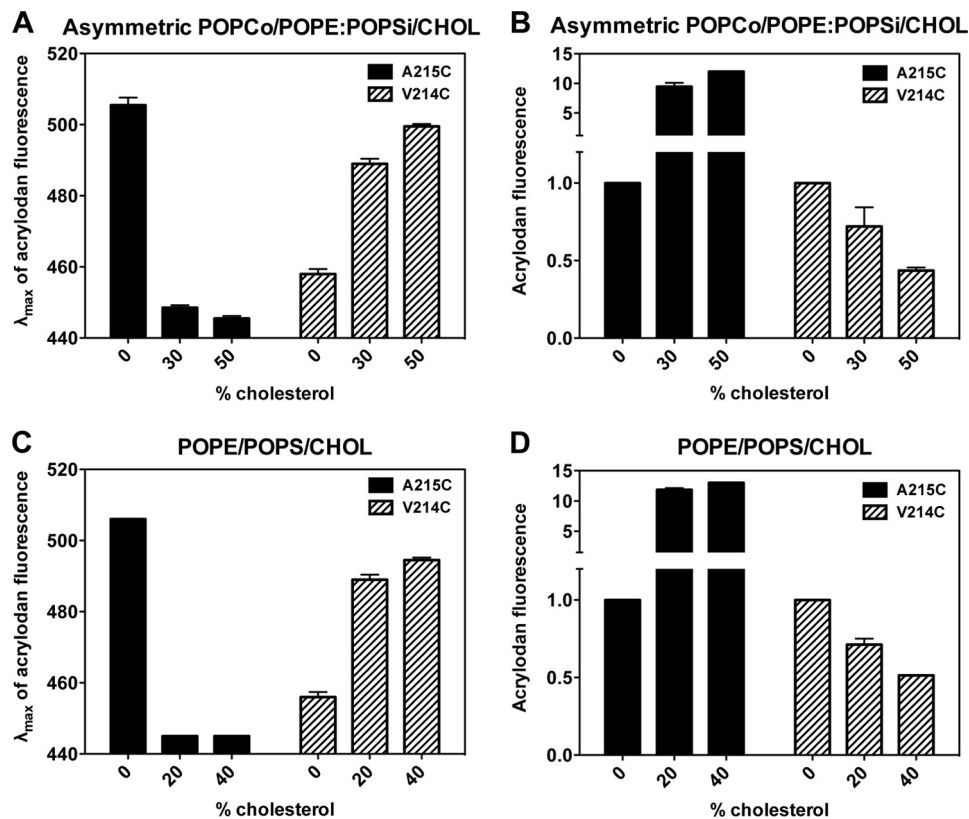 A
Asymmetric POPCo/POPE:POPSi/CHOL
λmax of acrylodan fluorescence
520
500
480
460
440
A215C
V214C
0
30
50
0
30
50
% cholesterol
B
Asymmetric POPCo/POPE:POPSi/CHOL
Acrylodan fluorescence
15
10
5
1.0
0.5
0.0
A215C
V214C
0
30
50
0
30
50
% cholesterol
C
POPE/POPS/CHOL
λmax of acrylodan fluorescence
520
500
480
460
440
A215C
V214C
0
20
40
0
20
40
% cholesterol
D
POPE/POPS/CHOL
Acrylodan fluorescence
15
10
5
1.0
0.5
0.0
A215C
V214C
0
20
40
0
20
40
% cholesterol